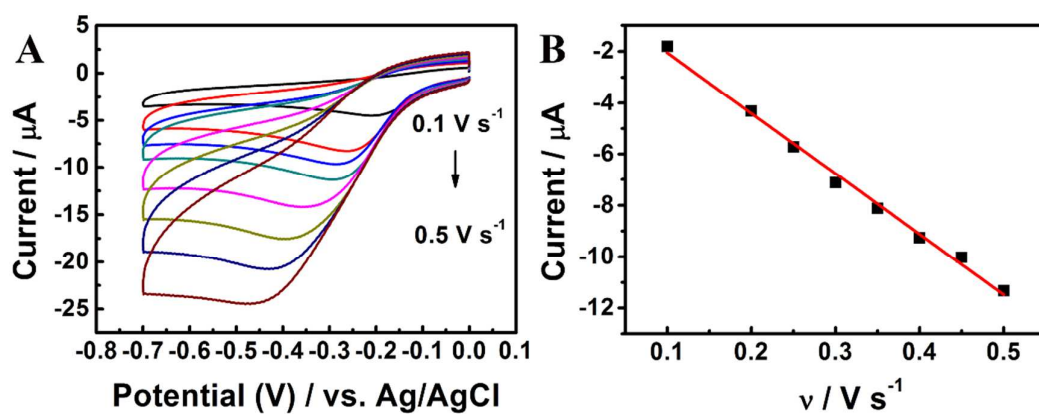 A
5
0
-5
-10
-15
-20
-25
Current / μA
0.1 V s⁻¹
0.5 V s⁻¹
-0.8 -0.7 -0.6 -0.5 -0.4 -0.3 -0.2 -0.1 0.0 0.1
Potential (V) / vs. Ag/AgCl
B
-2
-4
-6
-8
-10
-12
Current / μA
0.1 0.2 0.3 0.4 0.5
ν / V s⁻¹